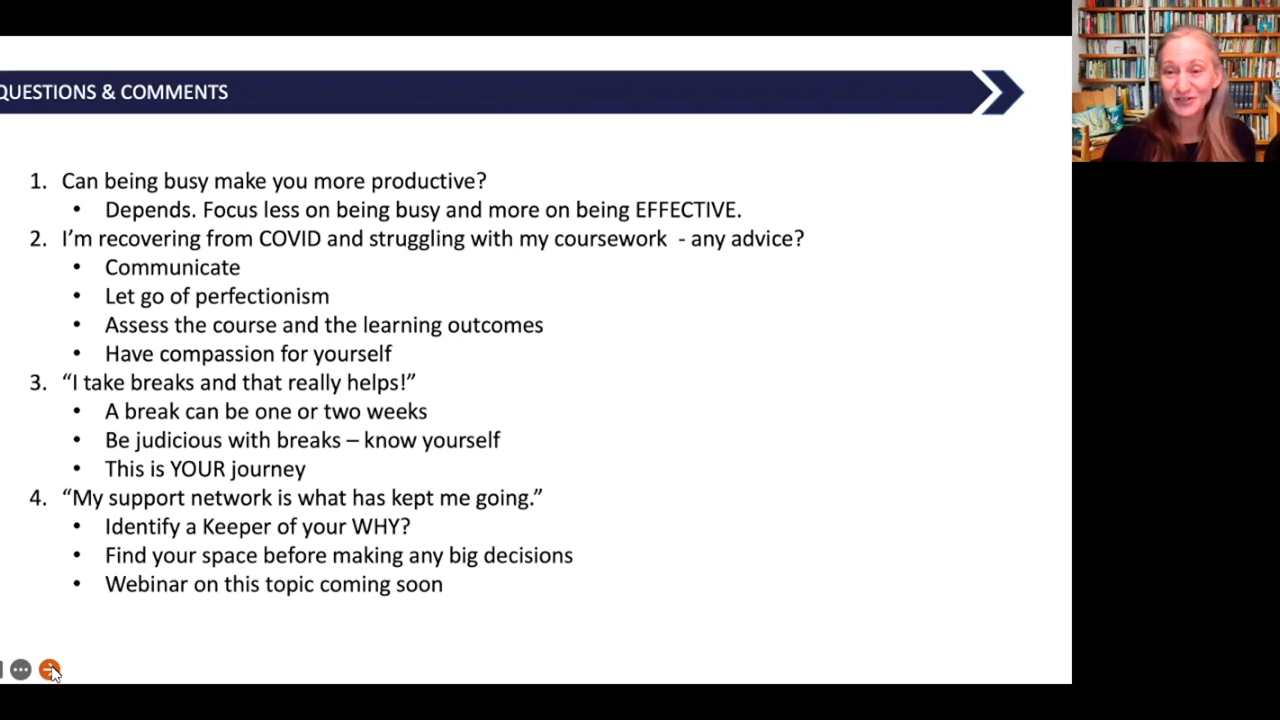 QUESTIONS & COMMENTS
1. Can being busy make you more productive?
• Depends. Focus less on being busy and more on being EFFECTIVE.
2. I’m recovering from COVID and struggling with my coursework - any advice?
• Communicate
• Let go of perfectionism
• Assess the course and the learning outcomes
• Have compassion for yourself
3. “I take breaks and that really helps!”
• A break can be one or two weeks
• Be judicious with breaks – know yourself
• This is YOUR journey
4. “My support network is what has kept me going.”
• Identify a Keeper of your WHY?
• Find your space before making any big decisions
• Webinar on this topic coming soon